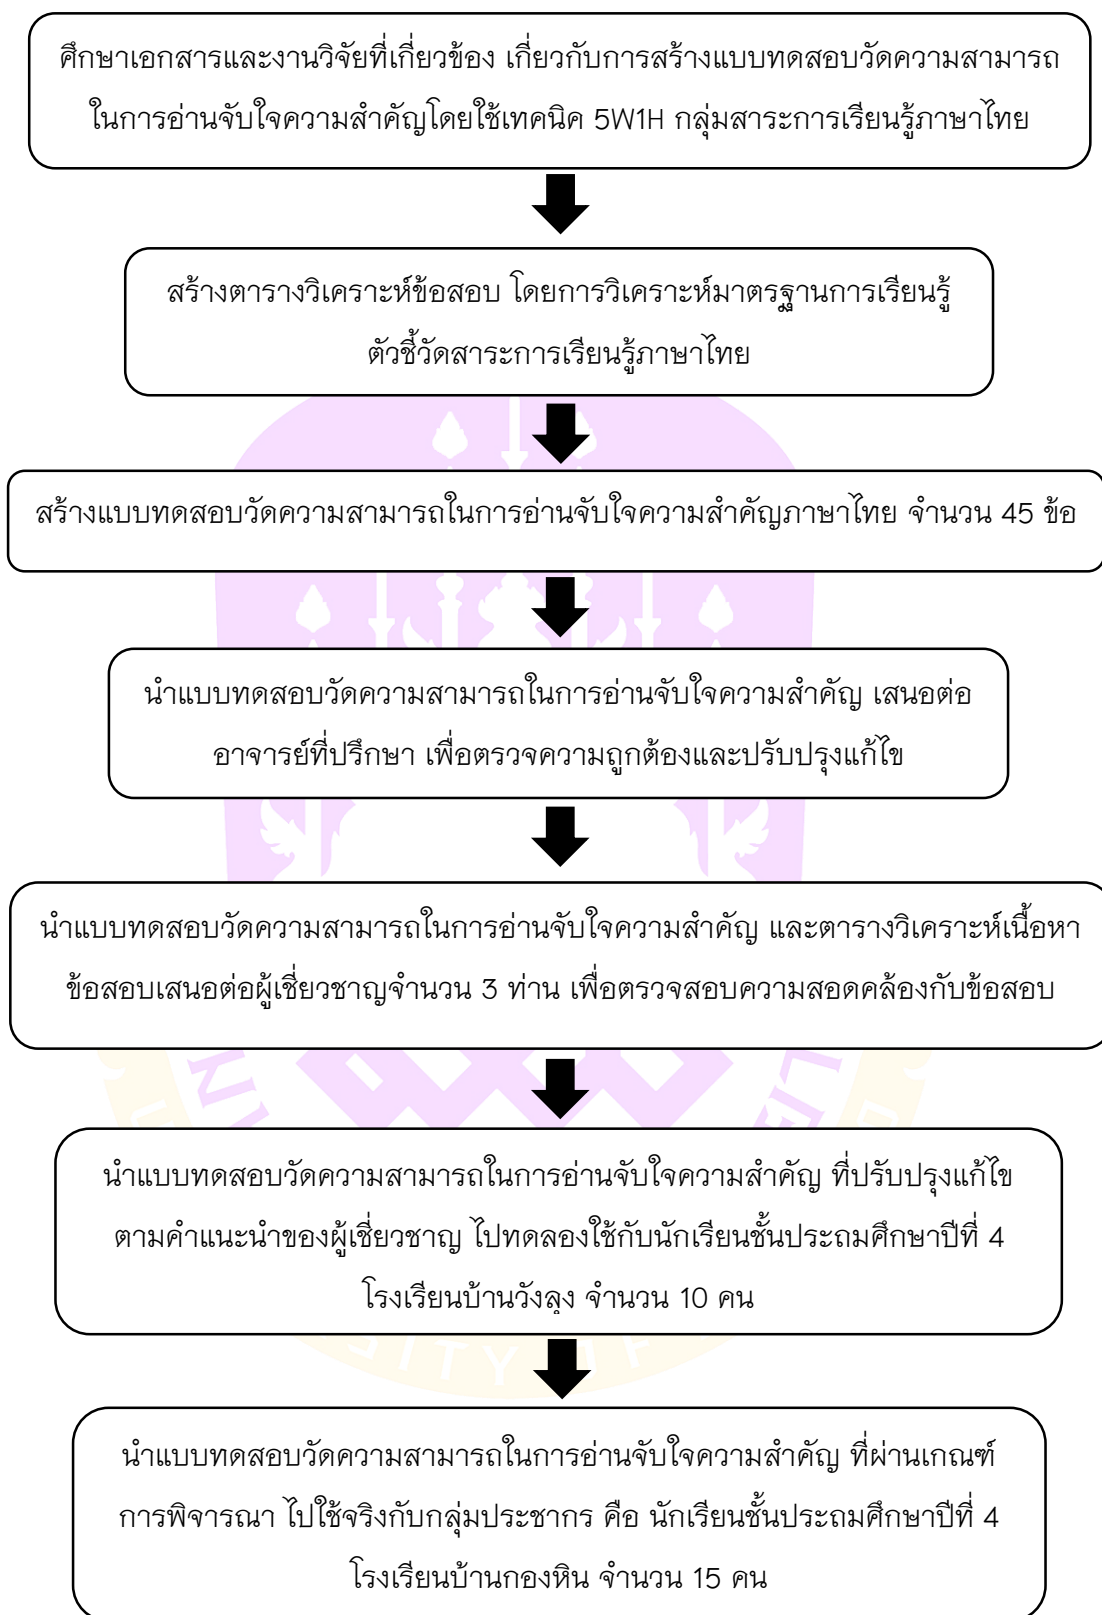 ศึกษาเอกสารและงานวิจัยที่เกี่ยวข้อง เกี่ยวกับการสร้างแบบทดสอบวัดความสามารถ
ในการอ่านจับใจความสำคัญโดยใช้เทคนิค 5W1H กลุ่มสาระการเรียนรู้ภาษาไทย
สร้างตารางวิเคราะห์ข้อสอบ โดยการวิเคราะห์มาตรฐานการเรียนรู้
ตัวชี้วัดสาระการเรียนรู้ภาษาไทย
สร้างแบบทดสอบวัดความสามารถในการอ่านจับใจความสำคัญภาษาไทย จำนวน 45 ข้อ
นำแบบทดสอบวัดความสามารถในการอ่านจับใจความสำคัญ เสนอต่อ
อาจารย์ที่ปรึกษา เพื่อตรวจความถูกต้องและปรับปรุงแก้ไข
นำแบบทดสอบวัดความสามารถในการอ่านจับใจความสำคัญ และตารางวิเคราะห์เนื้อหา
ข้อสอบเสนอต่อผู้เชี่ยวชาญจำนวน 3 ท่าน เพื่อตรวจสอบความสอดคล้องกับข้อสอบ
นำแบบทดสอบวัดความสามารถในการอ่านจับใจความสำคัญ ที่ปรับปรุงแก้ไข
ตามคำแนะนำของผู้เชี่ยวชาญ ไปทดลองใช้กับนักเรียนชั้นประถมศึกษาปีที่ 4
โรงเรียนบ้านวังลุง จำนวน 10 คน
นำแบบทดสอบวัดความสามารถในการอ่านจับใจความสำคัญ ที่ผ่านเกณฑ์
การพิจารณา ไปใช้จริงกับกลุ่มประชากร คือ นักเรียนชั้นประถมศึกษาปีที่ 4
โรงเรียนบ้านกองหิน จำนวน 15 คน